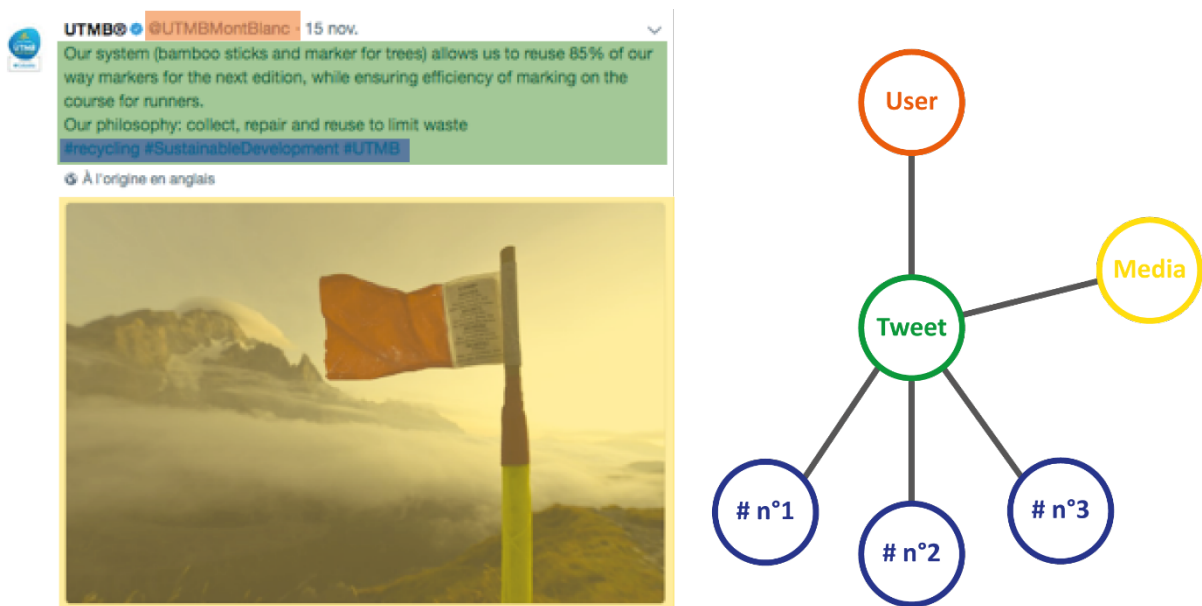 UTMB® @UTMBMontBlanc · 15 nov.
Our system (bamboo sticks and marker for trees) allows us to reuse 85% of our
way markers for the next edition, while ensuring efficiency of marking on the
course for runners.
Our philosophy: collect, repair and reuse to limit waste
#recycling #SustainableDevelopment #UTMB
À l'origine en anglais
User
Media
Tweet
# n°1
# n°2
# n°3